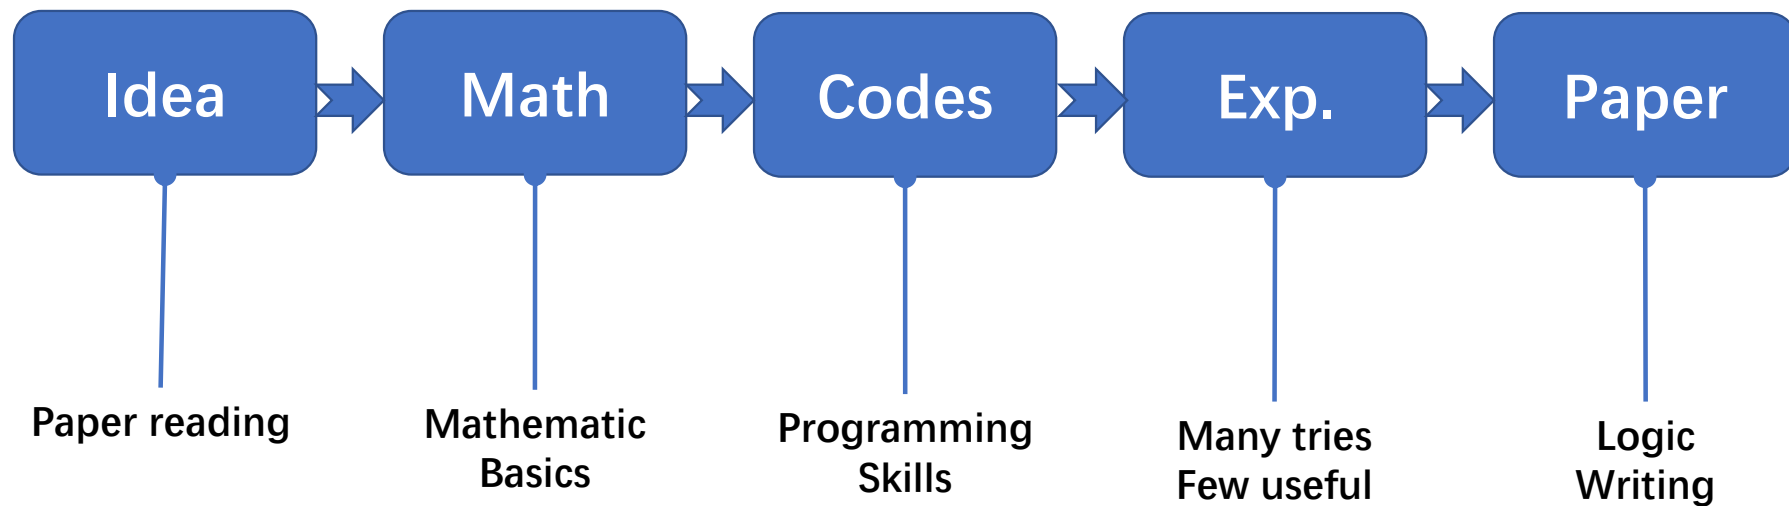 Idea
Math
Codes
Exp.
Paper
Paper reading
Mathematic
Basics
Programming
Skills
Many tries
Few useful
Logic
Writing